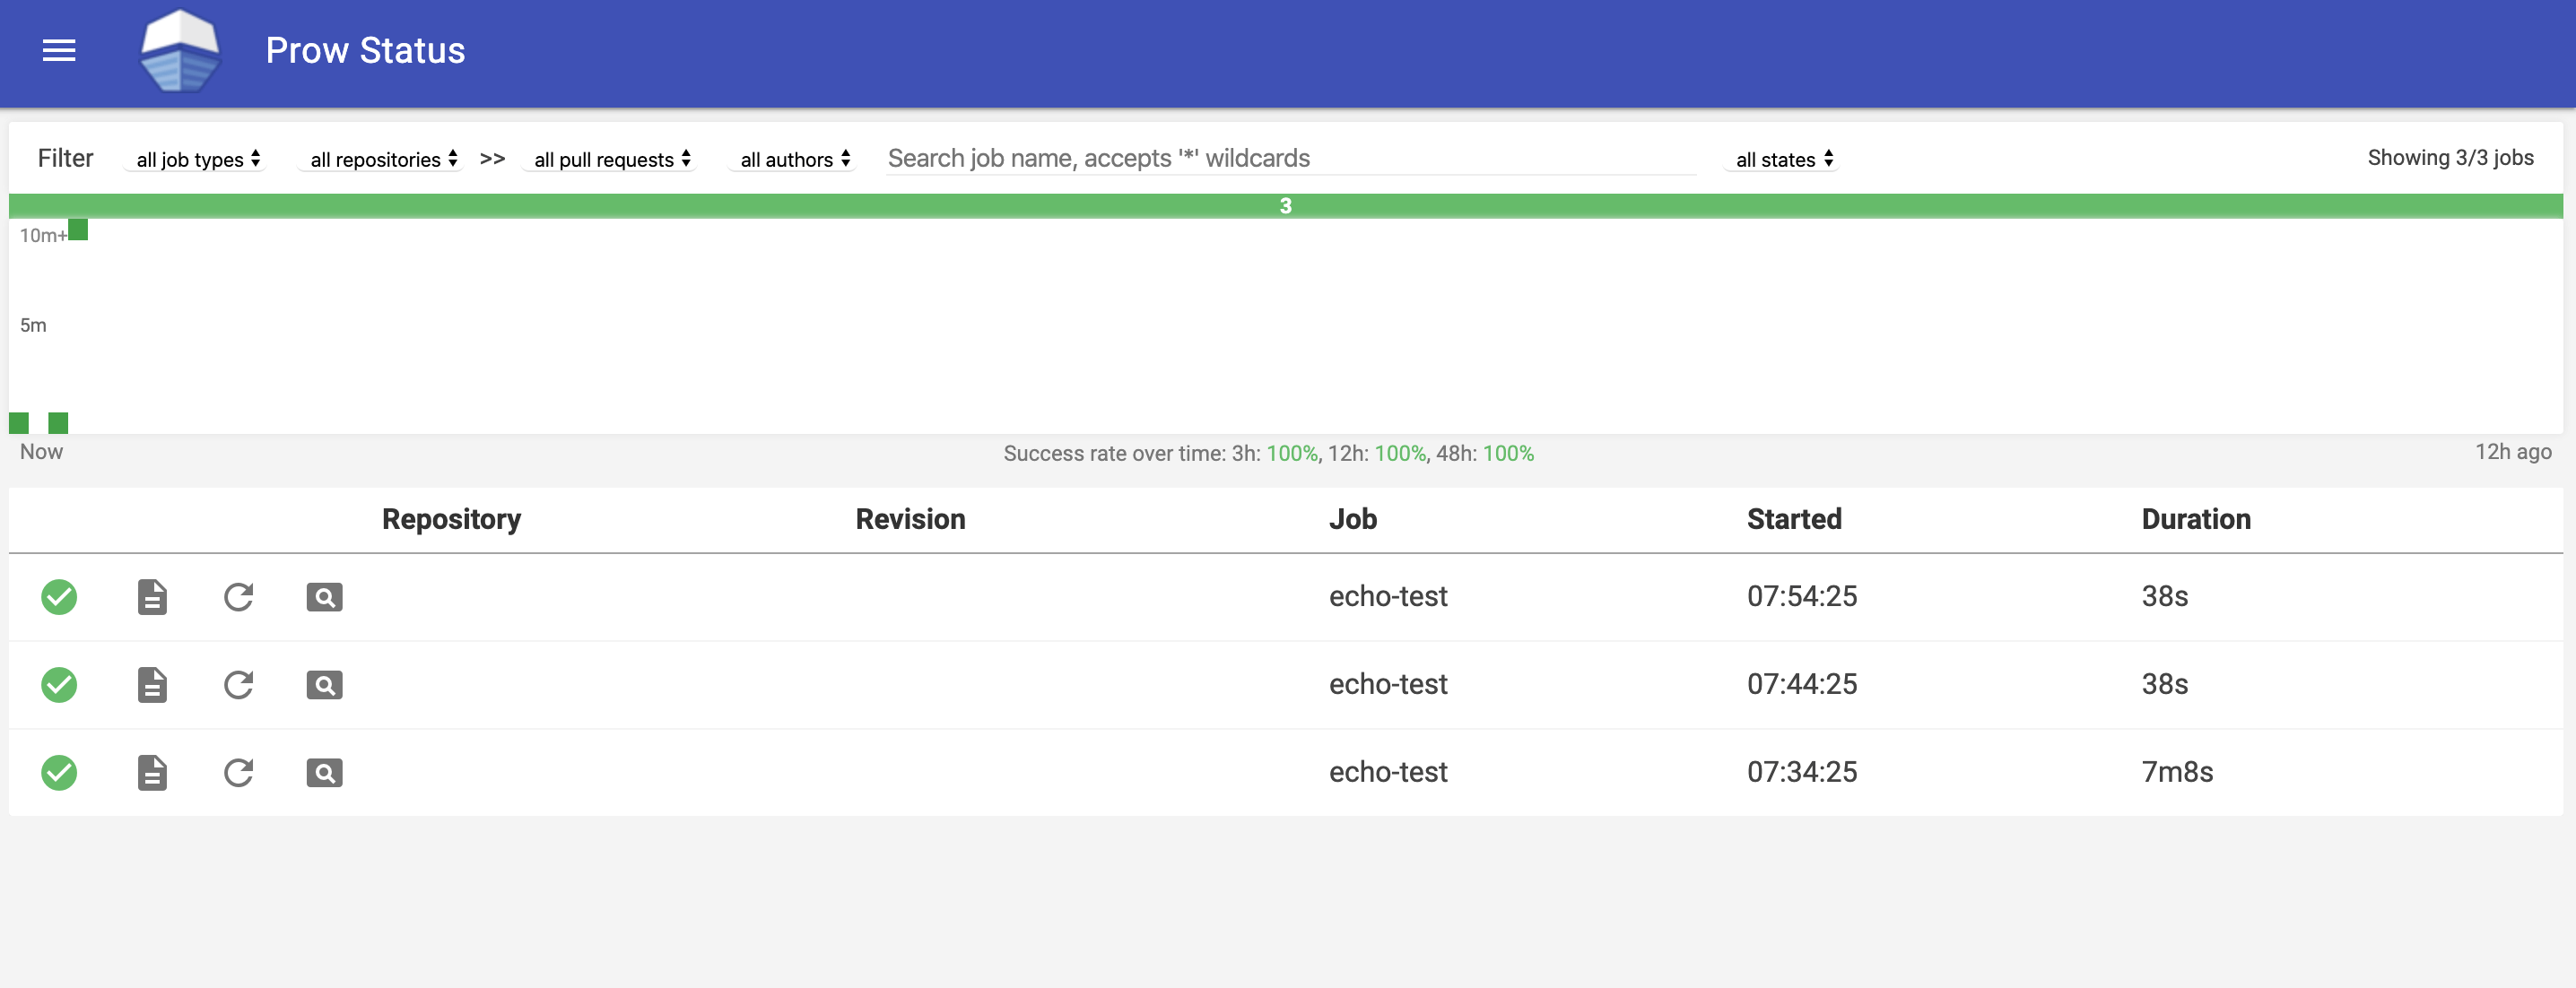 Prow Status
Filter all job types all repositories >> all pull requests all authors Search job name, accepts '*' wildcards all states Showing 3/3 jobs
3
10m+
5m
Now Success rate over time: 3h: 100%, 12h: 100%, 48h: 100% 12h ago
Repository Revision Job Started Duration
echo-test 07:54:25 38s
echo-test 07:44:25 38s
echo-test 07:34:25 7m8s